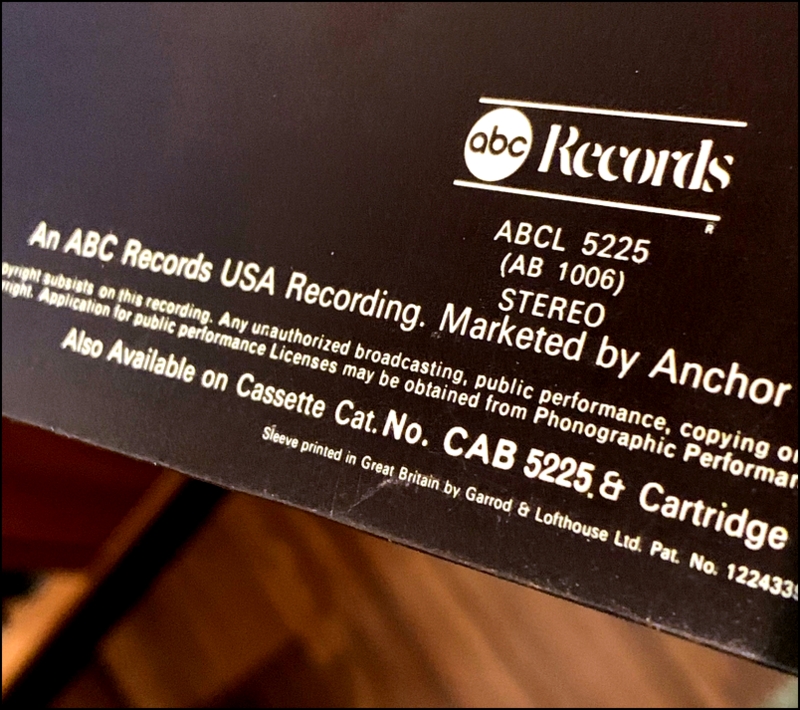 abc Records
R
ABCL 5225
(AB 1006)
STEREO
An ABC Records USA Recording. Marketed by Anchor
opyright subsists on this recording. Any unauthorized broadcasting, public performance, copying or
right. Application for public performance Licenses may be obtained from Phonographic Performan
Also Available on Cassette Cat. No. CAB 5225 & Cartridge
Sleeve printed in Great Britain by Garrod & Lofthouse Ltd. Pat. No. 1224339